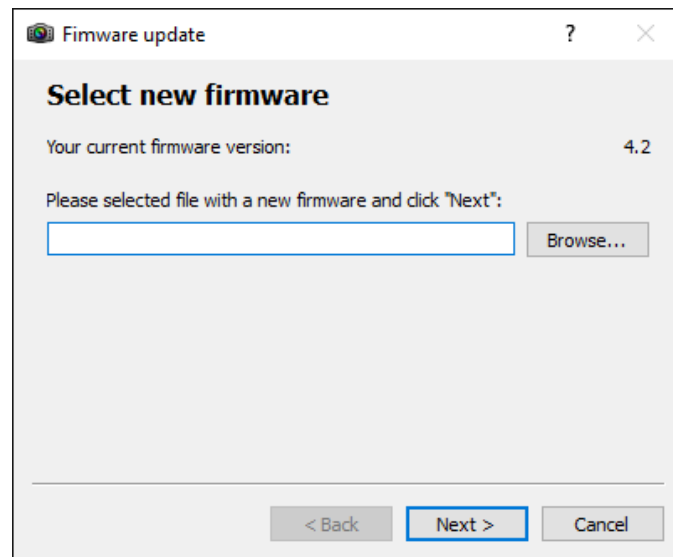 Fimware update
Select new firmware
Your current firmware version: 4.2
Please selected file with a new firmware and click "Next":
Browse...
< Back Next > Cancel